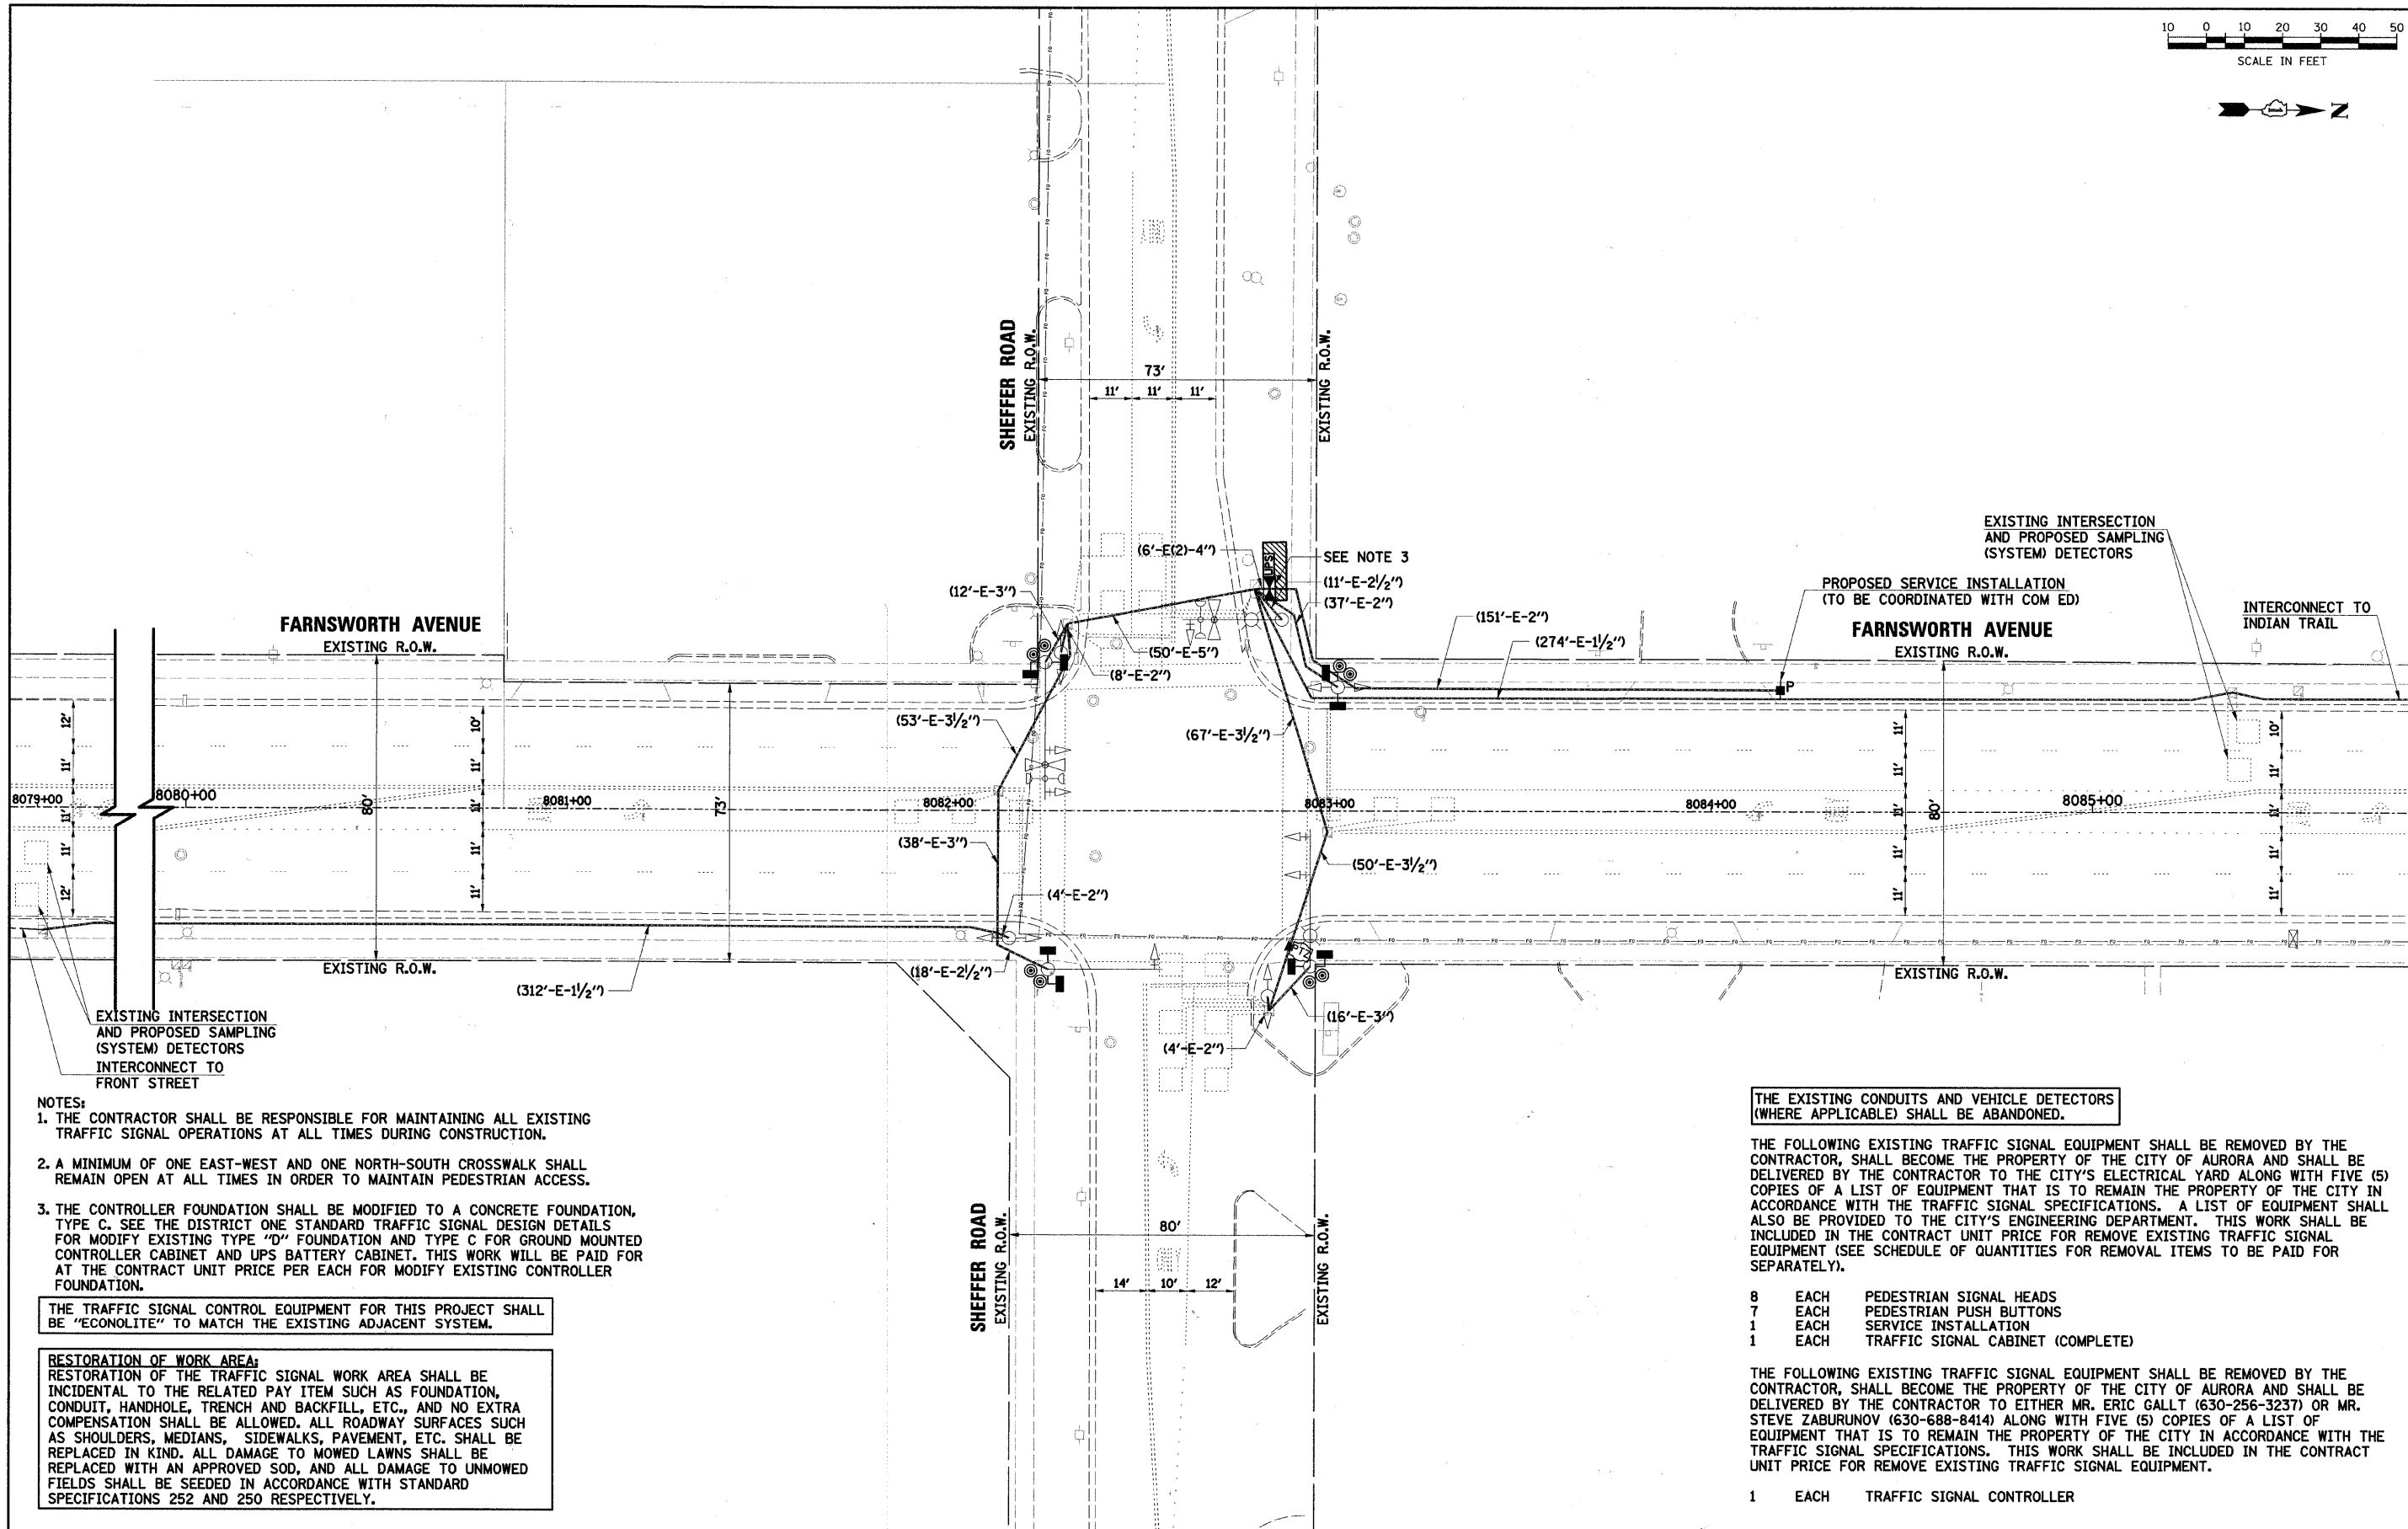 10 0 10 20 30 40 50
SCALE IN FEET
N
SHEFFER ROAD
EXISTING R.O.W.
EXISTING R.O.W.
73'
11' 11' 11'
FARNSWORTH AVENUE
EXISTING R.O.W.
(6'-E(2)-4")
UPS
SEE NOTE 3
(11'-E-2½")
(37'-E-2")
(12'-E-3")
(50'-E-5")
(8'-E-2")
(151'-E-2")
(274'-E-1½")
(53'-E-3½")
(67'-E-3½")
(38'-E-3")
(50'-E-3½")
(4'-E-2")
(18'-E-2½")
(312'-E-1½")
(16'-E-3")
(4'-E-2")
EXISTING INTERSECTION
AND PROPOSED SAMPLING
(SYSTEM) DETECTORS
PROPOSED SERVICE INSTALLATION
(TO BE COORDINATED WITH COM ED)
P
FARNSWORTH AVENUE
EXISTING R.O.W.
INTERCONNECT TO
INDIAN TRAIL
12'
11'
11'
11'
12'
80'
10'
11'
11'
11'
11'
73'
11'
11'
11'
11'
11'
80'
10'
11'
11'
11'
11'
8079+00
8080+00
8081+00
8082+00
8083+00
8084+00
8085+00
EXISTING R.O.W.
EXISTING R.O.W.
EXISTING INTERSECTION
AND PROPOSED SAMPLING
(SYSTEM) DETECTORS
INTERCONNECT TO
FRONT STREET
SHEFFER ROAD
EXISTING R.O.W.
EXISTING R.O.W.
80'
14' 10' 12'
NOTES:
1. THE CONTRACTOR SHALL BE RESPONSIBLE FOR MAINTAINING ALL EXISTING
TRAFFIC SIGNAL OPERATIONS AT ALL TIMES DURING CONSTRUCTION.
2. A MINIMUM OF ONE EAST-WEST AND ONE NORTH-SOUTH CROSSWALK SHALL
REMAIN OPEN AT ALL TIMES IN ORDER TO MAINTAIN PEDESTRIAN ACCESS.
3. THE CONTROLLER FOUNDATION SHALL BE MODIFIED TO A CONCRETE FOUNDATION,
TYPE C. SEE THE DISTRICT ONE STANDARD TRAFFIC SIGNAL DESIGN DETAILS
FOR MODIFY EXISTING TYPE "D" FOUNDATION AND TYPE C FOR GROUND MOUNTED
CONTROLLER CABINET AND UPS BATTERY CABINET. THIS WORK WILL BE PAID FOR
AT THE CONTRACT UNIT PRICE PER EACH FOR MODIFY EXISTING CONTROLLER
FOUNDATION.
THE TRAFFIC SIGNAL CONTROL EQUIPMENT FOR THIS PROJECT SHALL
BE "ECONOLITE" TO MATCH THE EXISTING ADJACENT SYSTEM.
RESTORATION OF WORK AREA:
RESTORATION OF THE TRAFFIC SIGNAL WORK AREA SHALL BE
INCIDENTAL TO THE RELATED PAY ITEM SUCH AS FOUNDATION,
CONDUIT, HANDHOLE, TRENCH AND BACKFILL, ETC., AND NO EXTRA
COMPENSATION SHALL BE ALLOWED. ALL ROADWAY SURFACES SUCH
AS SHOULDERS, MEDIANS, SIDEWALKS, PAVEMENT, ETC. SHALL BE
REPLACED IN KIND. ALL DAMAGE TO MOWED LAWNS SHALL BE
REPLACED WITH AN APPROVED SOD, AND ALL DAMAGE TO UNMOWED
FIELDS SHALL BE SEEDED IN ACCORDANCE WITH STANDARD
SPECIFICATIONS 252 AND 250 RESPECTIVELY.
THE EXISTING CONDUITS AND VEHICLE DETECTORS
(WHERE APPLICABLE) SHALL BE ABANDONED.
THE FOLLOWING EXISTING TRAFFIC SIGNAL EQUIPMENT SHALL BE REMOVED BY THE
CONTRACTOR, SHALL BECOME THE PROPERTY OF THE CITY OF AURORA AND SHALL BE
DELIVERED BY THE CONTRACTOR TO THE CITY'S ELECTRICAL YARD ALONG WITH FIVE (5)
COPIES OF A LIST OF EQUIPMENT THAT IS TO REMAIN THE PROPERTY OF THE CITY IN
ACCORDANCE WITH THE TRAFFIC SIGNAL SPECIFICATIONS. A LIST OF EQUIPMENT SHALL
ALSO BE PROVIDED TO THE CITY'S ENGINEERING DEPARTMENT. THIS WORK SHALL BE
INCLUDED IN THE CONTRACT UNIT PRICE FOR REMOVE EXISTING TRAFFIC SIGNAL
EQUIPMENT (SEE SCHEDULE OF QUANTITIES FOR REMOVAL ITEMS TO BE PAID FOR
SEPARATELY).
8 EACH PEDESTRIAN SIGNAL HEADS
7 EACH PEDESTRIAN PUSH BUTTONS
1 EACH SERVICE INSTALLATION
1 EACH TRAFFIC SIGNAL CABINET (COMPLETE)
THE FOLLOWING EXISTING TRAFFIC SIGNAL EQUIPMENT SHALL BE REMOVED BY THE
CONTRACTOR, SHALL BECOME THE PROPERTY OF THE CITY OF AURORA AND SHALL BE
DELIVERED BY THE CONTRACTOR TO EITHER MR. ERIC GALLT (630-256-3237) OR MR.
STEVE ZABURUNOV (630-688-8414) ALONG WITH FIVE (5) COPIES OF A LIST OF
EQUIPMENT THAT IS TO REMAIN THE PROPERTY OF THE CITY IN ACCORDANCE WITH THE
TRAFFIC SIGNAL SPECIFICATIONS. THIS WORK SHALL BE INCLUDED IN THE CONTRACT
UNIT PRICE FOR REMOVE EXISTING TRAFFIC SIGNAL EQUIPMENT.
1 EACH TRAFFIC SIGNAL CONTROLLER